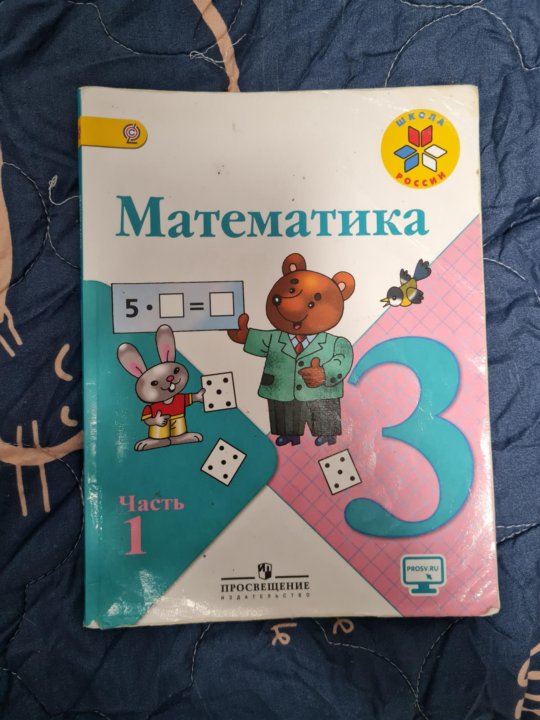 ШКОЛА
РОССИИ
Математика
5 · □ = □
3
Часть
1
ПРОСВЕЩЕНИЕ
ИЗДАТЕЛЬСТВО
PROSV.RU